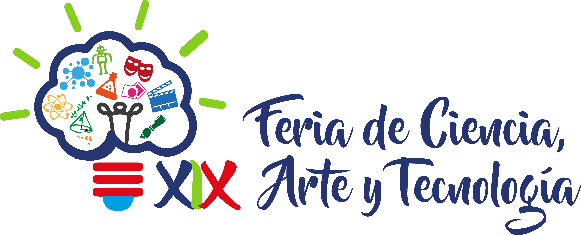 XIX
Feria de Ciencia,
Arte y Tecnología